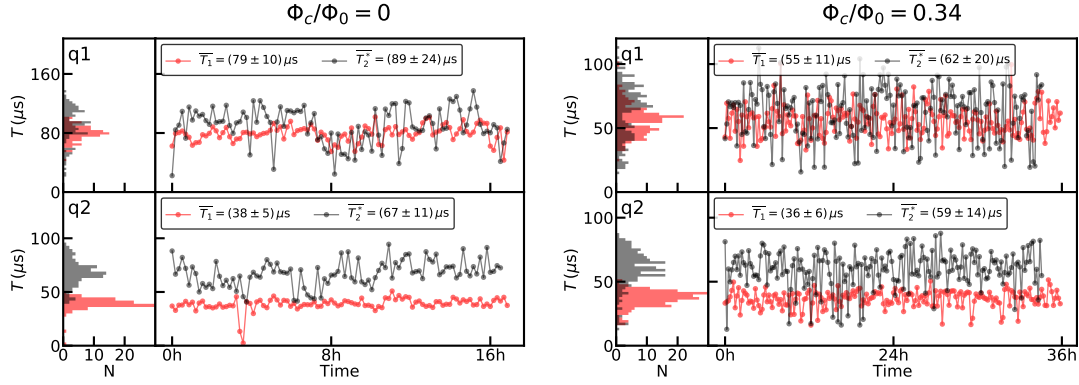 Φc/Φ0 = 0
Φc/Φ0 = 0.34
q1
T1 = (79 ± 10) μs
T2* = (89 ± 24) μs
T (μs)
160
80
0
q2
T1 = (38 ± 5) μs
T2* = (67 ± 11) μs
T (μs)
100
50
0
0 10 20
N
0h 8h 16h
Time
q1
T1 = (55 ± 11) μs
T2* = (62 ± 20) μs
T (μs)
100
50
0
q2
T1 = (36 ± 6) μs
T2* = (59 ± 14) μs
T (μs)
100
50
0
0 10 20
N
0h 24h 36h
Time